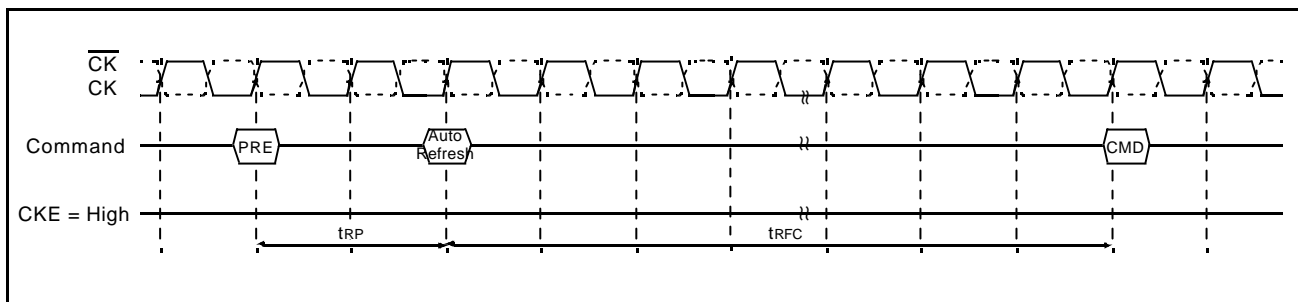 CK
CK
Command
PRE
Auto
Refresh
CMD
CKE = High
tRP
tRFC